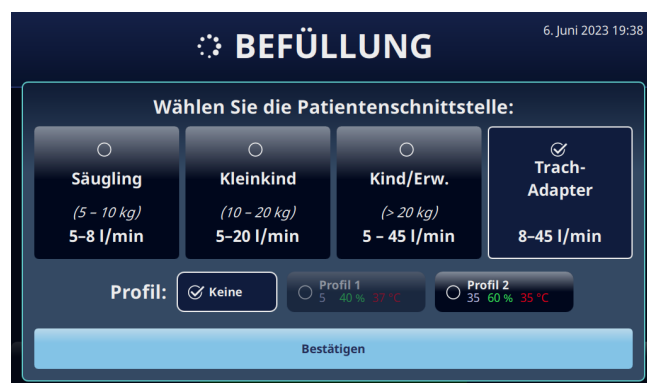 BEFÜLLUNG
6. Juni 2023 19:38
Wählen Sie die Patientenschnittstelle:
Säugling
(5 – 10 kg)
5–8 l/min
Kleinkind
(10 – 20 kg)
5–20 l/min
Kind/Erw.
(> 20 kg)
5 – 45 l/min
Trach-
Adapter
8–45 l/min
Profil:
Keine
Profil 1
5 40 % 37 °C
Profil 2
35 60 % 35 °C
Bestätigen